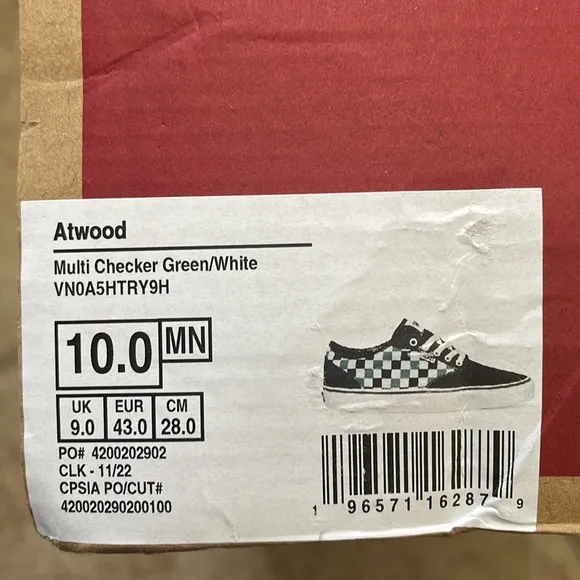 Atwood
Multi Checker Green/White
VN0A5HTRY9H
10.0 MN
UK EUR CM
9.0 43.0 28.0
PO# 4200202902
CLK - 11/22
CPSIA PO/CUT#
420020290200100
1 96571 16287 9